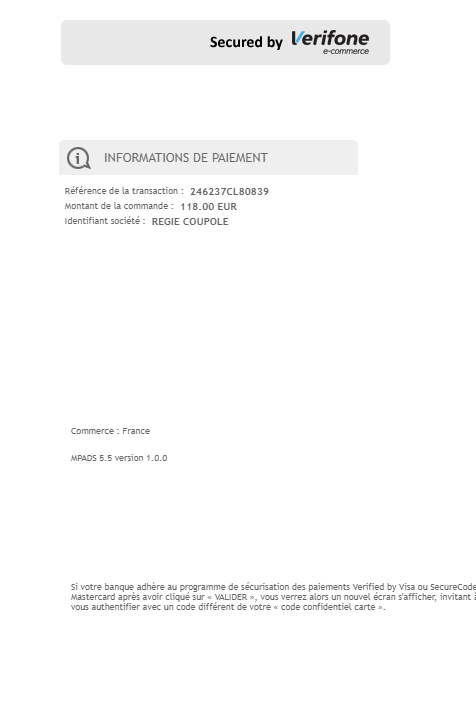 Secured by Verifone
e-commerce
INFORMATIONS DE PAIEMENT
Référence de la transaction : 246237CL80839
Montant de la commande : 118.00 EUR
Identifiant société : REGIE COUPOLE
Commerce : France
MPADS 5.5 version 1.0.0
Si votre banque adhère au programme de sécurisation des paiements Verified by Visa ou SecureCode
Mastercard après avoir cliqué sur « VALIDER », vous verrez alors un nouvel écran s'afficher, invitant à
vous authentifier avec un code différent de votre « code confidentiel carte ».